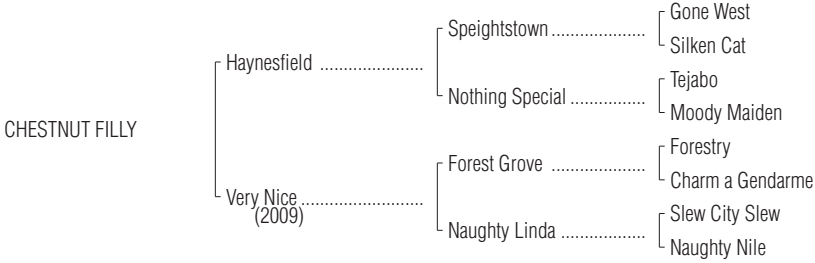 Gone West
Speightstown ....................
Silken Cat
Haynesfield ......................
Tejabo
Nothing Special ................
Moody Maiden
CHESTNUT FILLY
Forestry
Forest Grove ....................
Charm a Gendarme
Very Nice ..........................
(2009)
Slew City Slew
Naughty Linda ..................
Naughty Nile